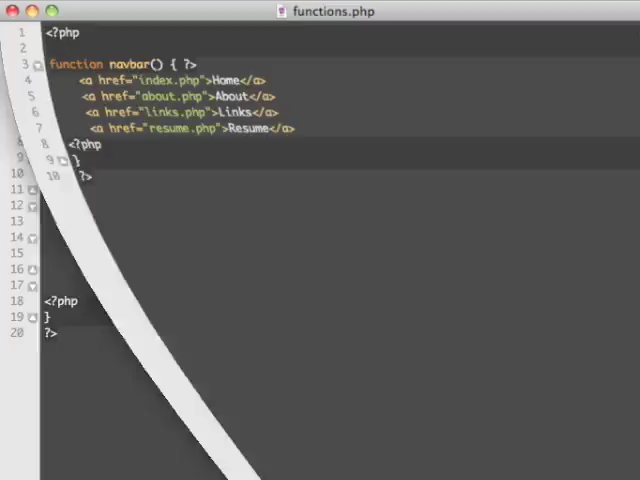 functions.php
1 <?php
2
3 function navbar() { ?>
4 <a href="index.php">Home</a>
5 <a href="about.php">About</a>
6 <a href="links.php">Links</a>
7 <a href="resume.php">Resume</a>
8 <?php
9 }
10 ?>
10
11
12
13
14
15
16
17
18 <?php
19 }
20 ?>